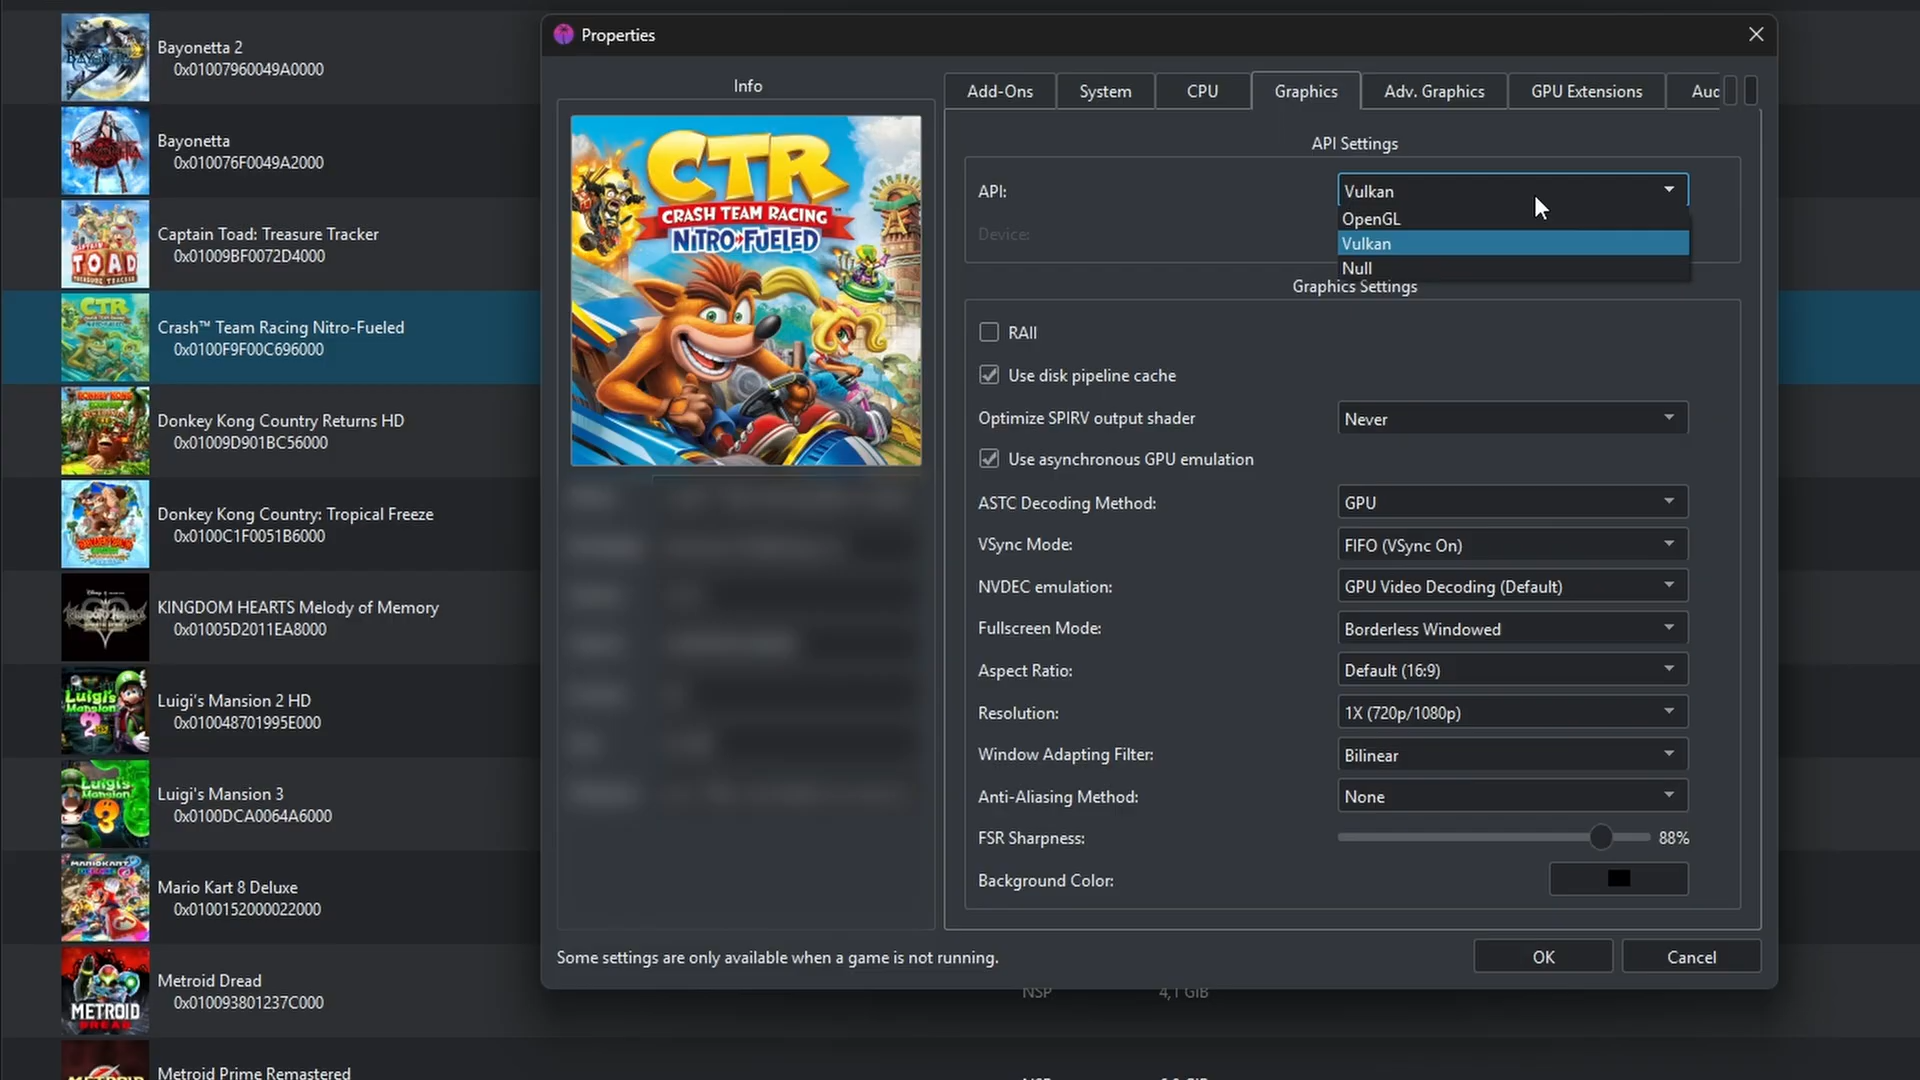 Bayonetta 2
0x01007960049A0000
Bayonetta
0x010076F0049A2000
Captain Toad: Treasure Tracker
0x01009BF0072D4000
Crash™ Team Racing Nitro-Fueled
0x0100F9F00C696000
Donkey Kong Country Returns HD
0x01009D901BC56000
Donkey Kong Country: Tropical Freeze
0x0100C1F0051B6000
KINGDOM HEARTS Melody of Memory
0x01005D2011EA8000
Luigi's Mansion 2 HD
0x010048701995E000
Luigi's Mansion 3
0x0100DCA0064A6000
Mario Kart 8 Deluxe
0x0100152000022000
Metroid Dread
0x010093801237C000
Metroid Prime Remastered
Properties
Info
CTR
CRASH TEAM RACING
NITRO FUELED
Add-Ons
System
CPU
Graphics
Adv. Graphics
GPU Extensions
Auc
API Settings
API:
Vulkan
OpenGL
Vulkan
Null
Device:
Graphics Settings
RAII
Use disk pipeline cache
Optimize SPIRV output shader
Never
Use asynchronous GPU emulation
ASTC Decoding Method:
GPU
VSync Mode:
FIFO (VSync On)
NVDEC emulation:
GPU Video Decoding (Default)
Fullscreen Mode:
Borderless Windowed
Aspect Ratio:
Default (16:9)
Resolution:
1X (720p/1080p)
Window Adapting Filter:
Bilinear
Anti-Aliasing Method:
None
FSR Sharpness:
88%
Background Color:
Some settings are only available when a game is not running.
OK
Cancel
NSP
4,1 GiB